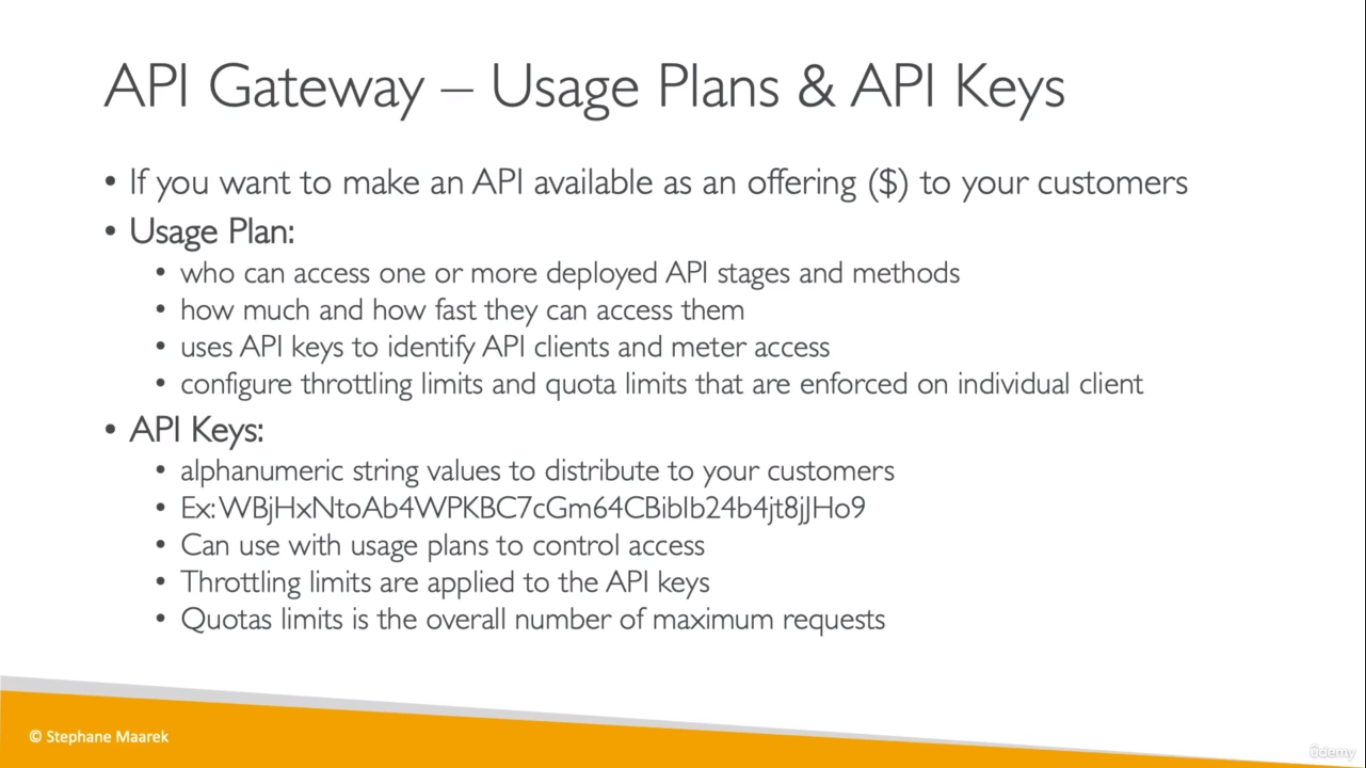 API Gateway – Usage Plans & API Keys
• If you want to make an API available as an offering ($) to your customers
• Usage Plan:
• who can access one or more deployed API stages and methods
• how much and how fast they can access them
• uses API keys to identify API clients and meter access
• configure throttling limits and quota limits that are enforced on individual client
• API Keys:
• alphanumeric string values to distribute to your customers
• Ex: WBjHxNtoAb4WPKBC7cGm64CBibIb24b4jt8jJHo9
• Can use with usage plans to control access
• Throttling limits are applied to the API keys
• Quotas limits is the overall number of maximum requests
© Stephane Maarek
ûdemy